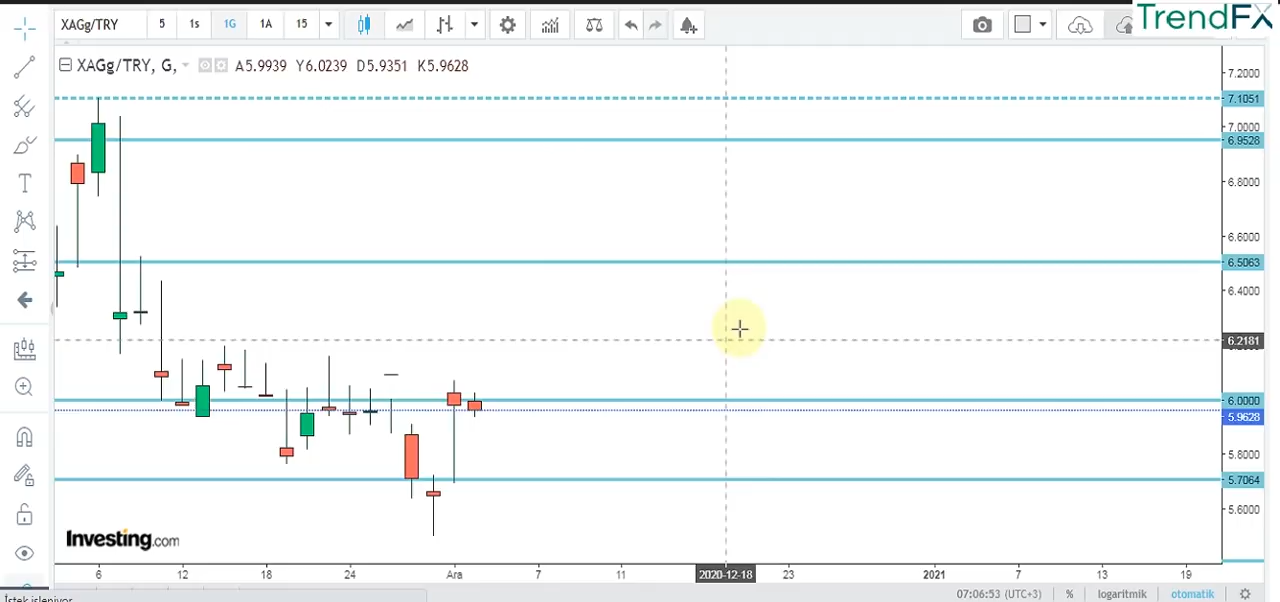 TrendFX
XAGg/TRY 5 1s 1G 1A 15
XAGg/TRY, G, A5.9939 Y6.0239 D5.9351 K5.9628
7.2000
7.1051
7.0000
6.9528
6.8000
6.6000
6.5063
6.4000
6.2181
6.0000
5.9628
5.8000
5.7064
5.6000
Investing.com
6 12 18 24 Ara 7 11 2020-12-18 23 2021 7 13 19
07:06:53 (UTC+3) % logaritmik otomatik
İstek işleniyor